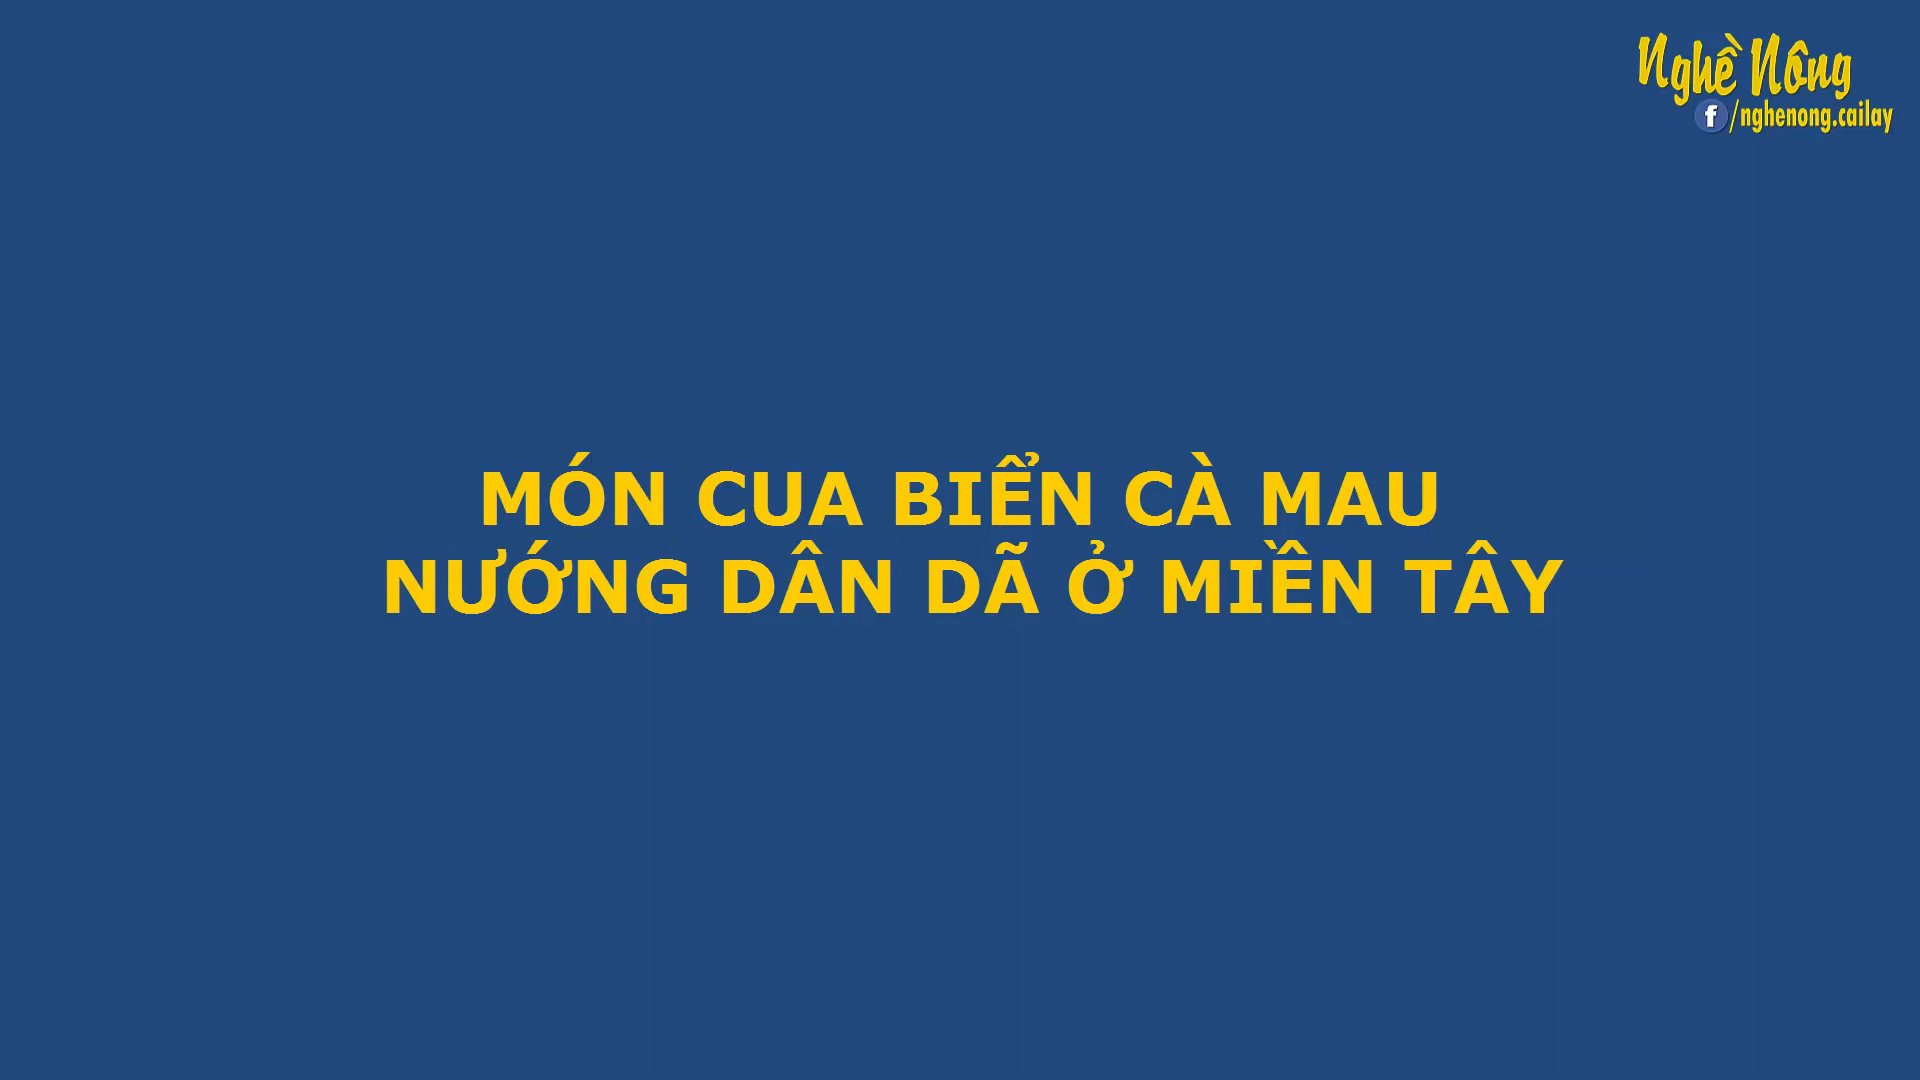 Nghề Nông
f/nghenong.cailay
MÓN CUA BIỂN CÀ MAU
NƯỚNG DÂN DÃ Ở MIỀN TÂY